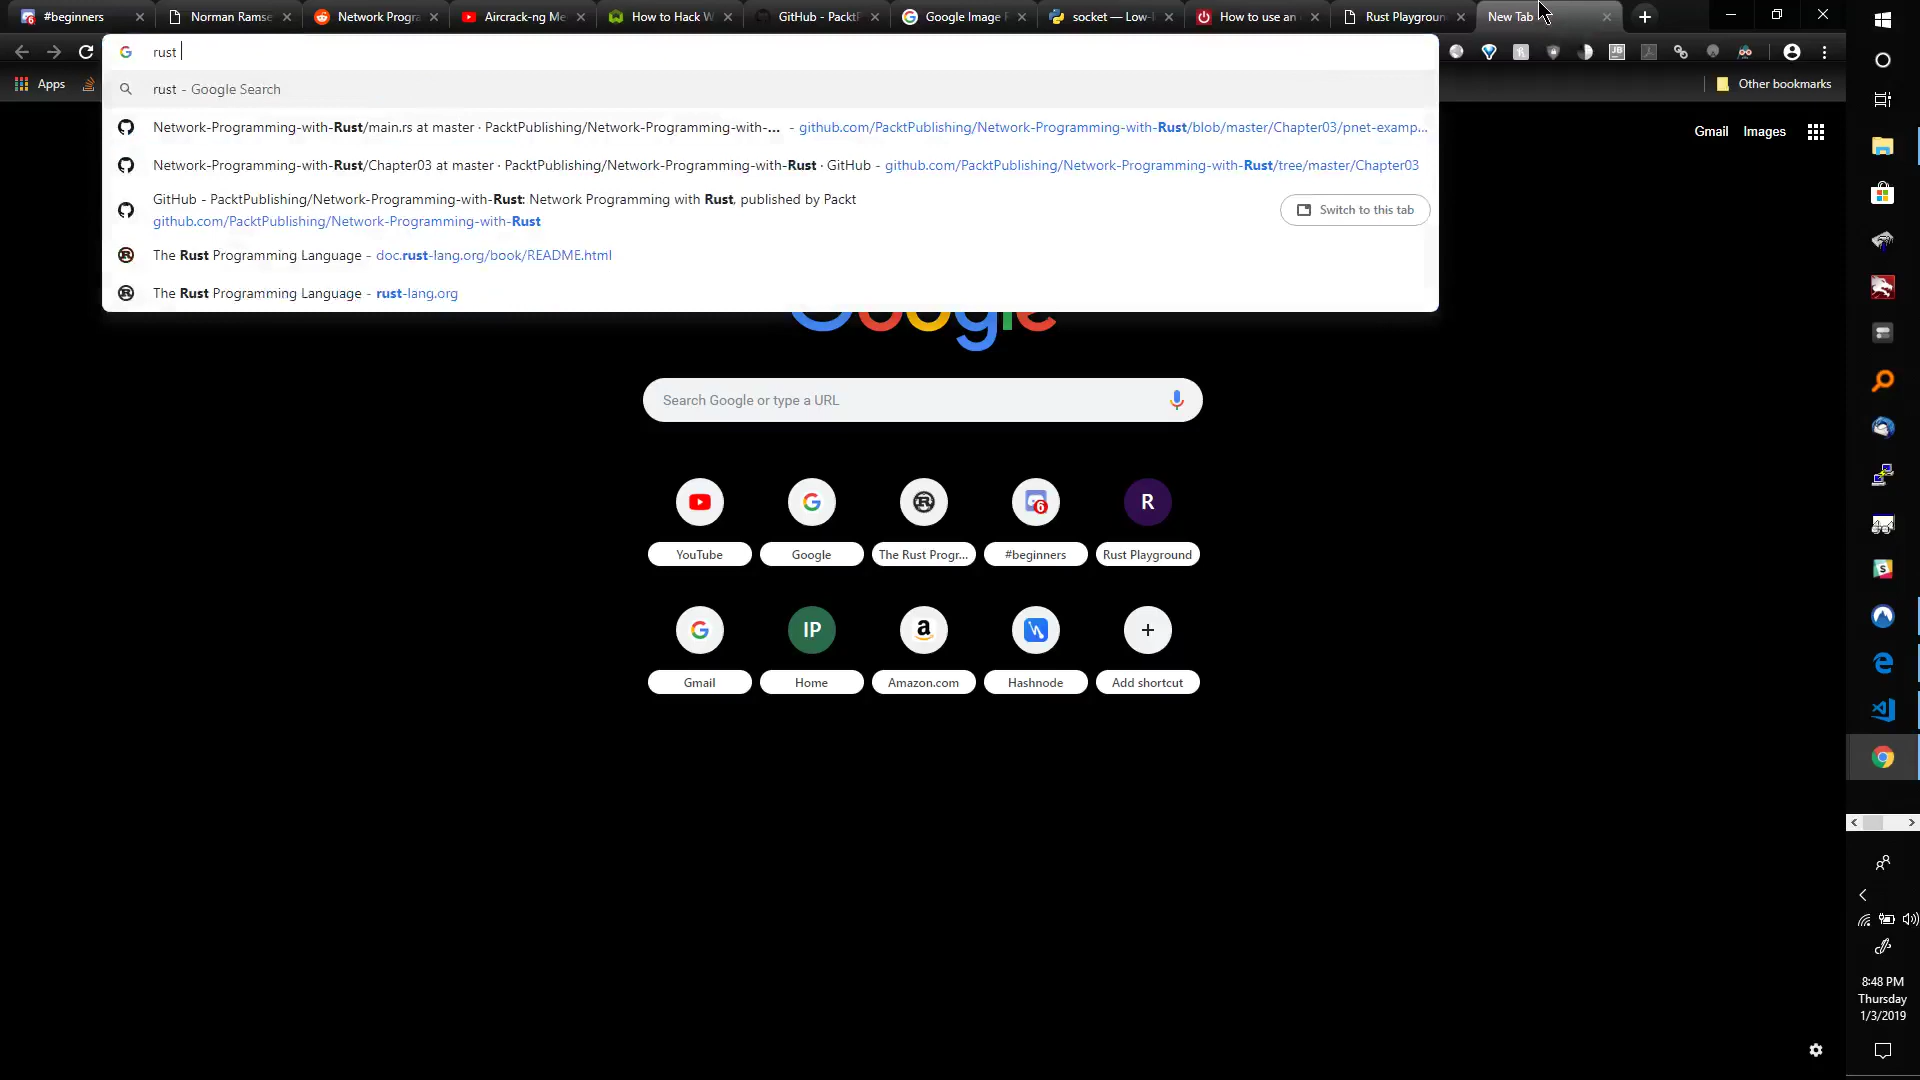 #beginners
Norman Ramse
Network Progra
Aircrack-ng Me
How to Hack W
GitHub - PacktP
Google Image R
socket — Low-l
How to use an
Rust Playgroun
New Tab
rust
JB
Apps
rust - Google Search
Other bookmarks
Network-Programming-with-Rust/main.rs at master · PacktPublishing/Network-Programming-with-... - github.com/PacktPublishing/Network-Programming-with-Rust/blob/master/Chapter03/pnet-examp...
Gmail Images
Network-Programming-with-Rust/Chapter03 at master · PacktPublishing/Network-Programming-with-Rust · GitHub - github.com/PacktPublishing/Network-Programming-with-Rust/tree/master/Chapter03
GitHub - PacktPublishing/Network-Programming-with-Rust: Network Programming with Rust, published by Packt
github.com/PacktPublishing/Network-Programming-with-Rust
Switch to this tab
The Rust Programming Language - doc.rust-lang.org/book/README.html
The Rust Programming Language - rust-lang.org
Google
Search Google or type a URL
R
YouTube
Google
The Rust Progr...
#beginners
Rust Playground
IP
Gmail
Home
Amazon.com
Hashnode
Add shortcut
8:48 PM
Thursday
1/3/2019